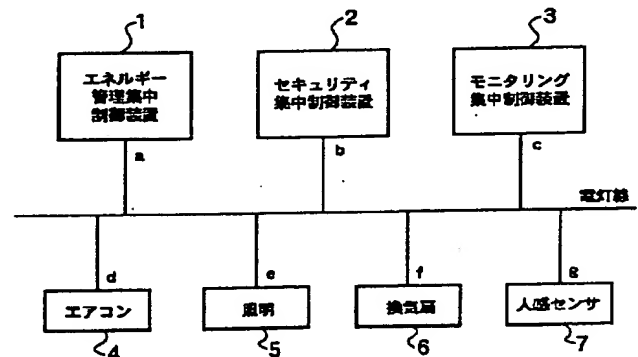 1
2
3
エネルギー
管理集中
制御装置
セキュリティ
集中制御装置
モニタリング
集中制御装置
a
b
c
電灯線
d
e
f
g
エアコン
照明
換気扇
人感センサ
4
5
6
7